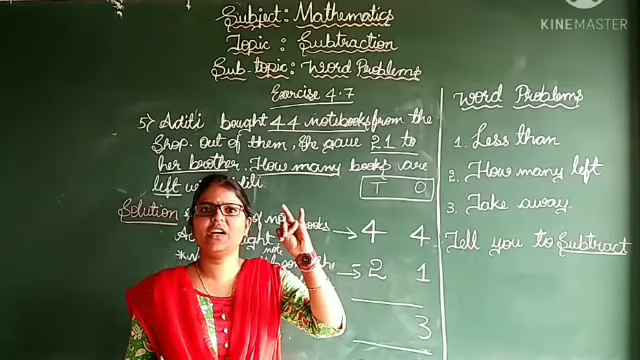 Subject: Mathematics
Topic: Subtraction
Sub-topic: Word Problems
Exercise 4.7
5) Aditi bought 44 notebooks from the
shop. Out of them, She gave 21 to
her brother. How many books are
left Aditi
T O
Solution of books
→ 4 4
note
→ 2 1
3
Word Problems
1. Less than
2. How many left
3. Take away.
Tell you to Subtract
KINEMASTER